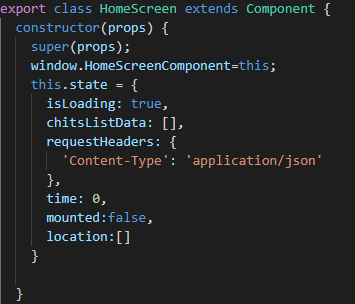 export class HomeScreen extends Component {
  constructor(props) {
    super(props);
    window.HomeScreenComponent=this;
    this.state = {
      isLoading: true,
      chitsListData: [],
      requestHeaders: {
        'Content-Type': 'application/json'
      },
      time: 0,
      mounted:false,
      location:[]
    }
  }